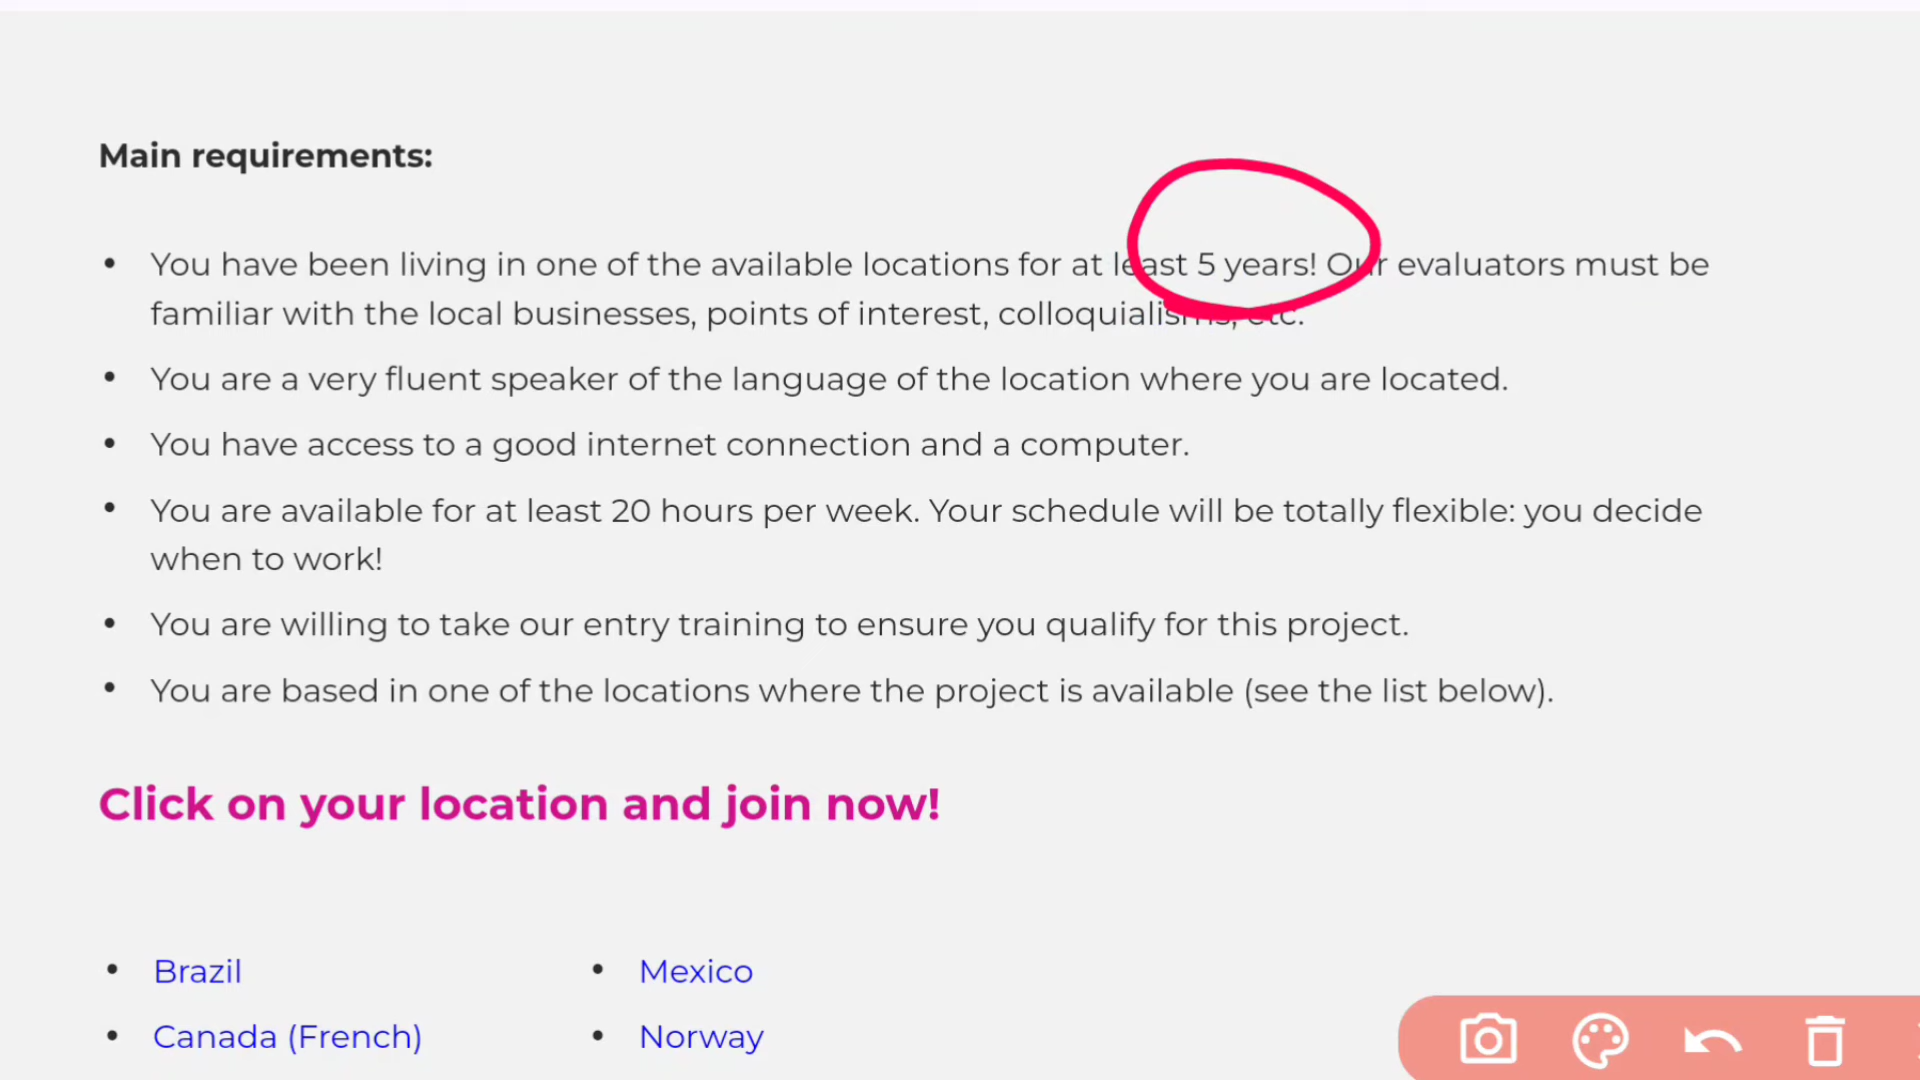 Main requirements:
You have been living in one of the available locations for at least 5 years! Our evaluators must be
familiar with the local businesses, points of interest, colloquialisms, etc.
You are a very fluent speaker of the language of the location where you are located.
You have access to a good internet connection and a computer.
You are available for at least 20 hours per week. Your schedule will be totally flexible: you decide
when to work!
You are willing to take our entry training to ensure you qualify for this project.
You are based in one of the locations where the project is available (see the list below).
Click on your location and join now!
Brazil
Canada (French)
Mexico
Norway